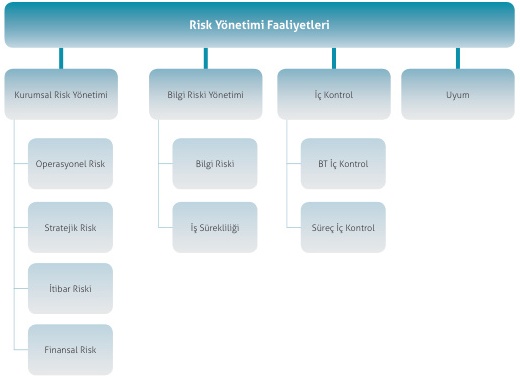 Risk Yönetimi Faaliyetleri
Kurumsal Risk Yönetimi
Bilgi Riski Yönetimi
İç Kontrol
Uyum
Operasyonel Risk
Bilgi Riski
BT İç Kontrol
Stratejik Risk
İş Sürekliliği
Süreç İç Kontrol
İtibar Riski
Finansal Risk